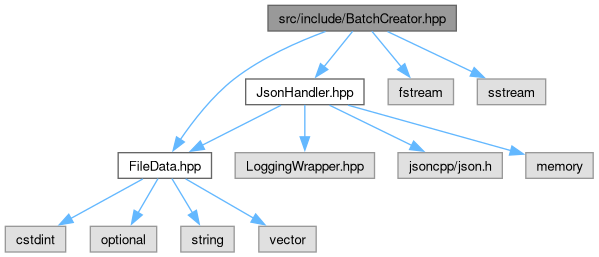 src/include/BatchCreator.hpp
JsonHandler.hpp
fstream
sstream
FileData.hpp
LoggingWrapper.hpp
jsoncpp/json.h
memory
cstdint
optional
string
vector